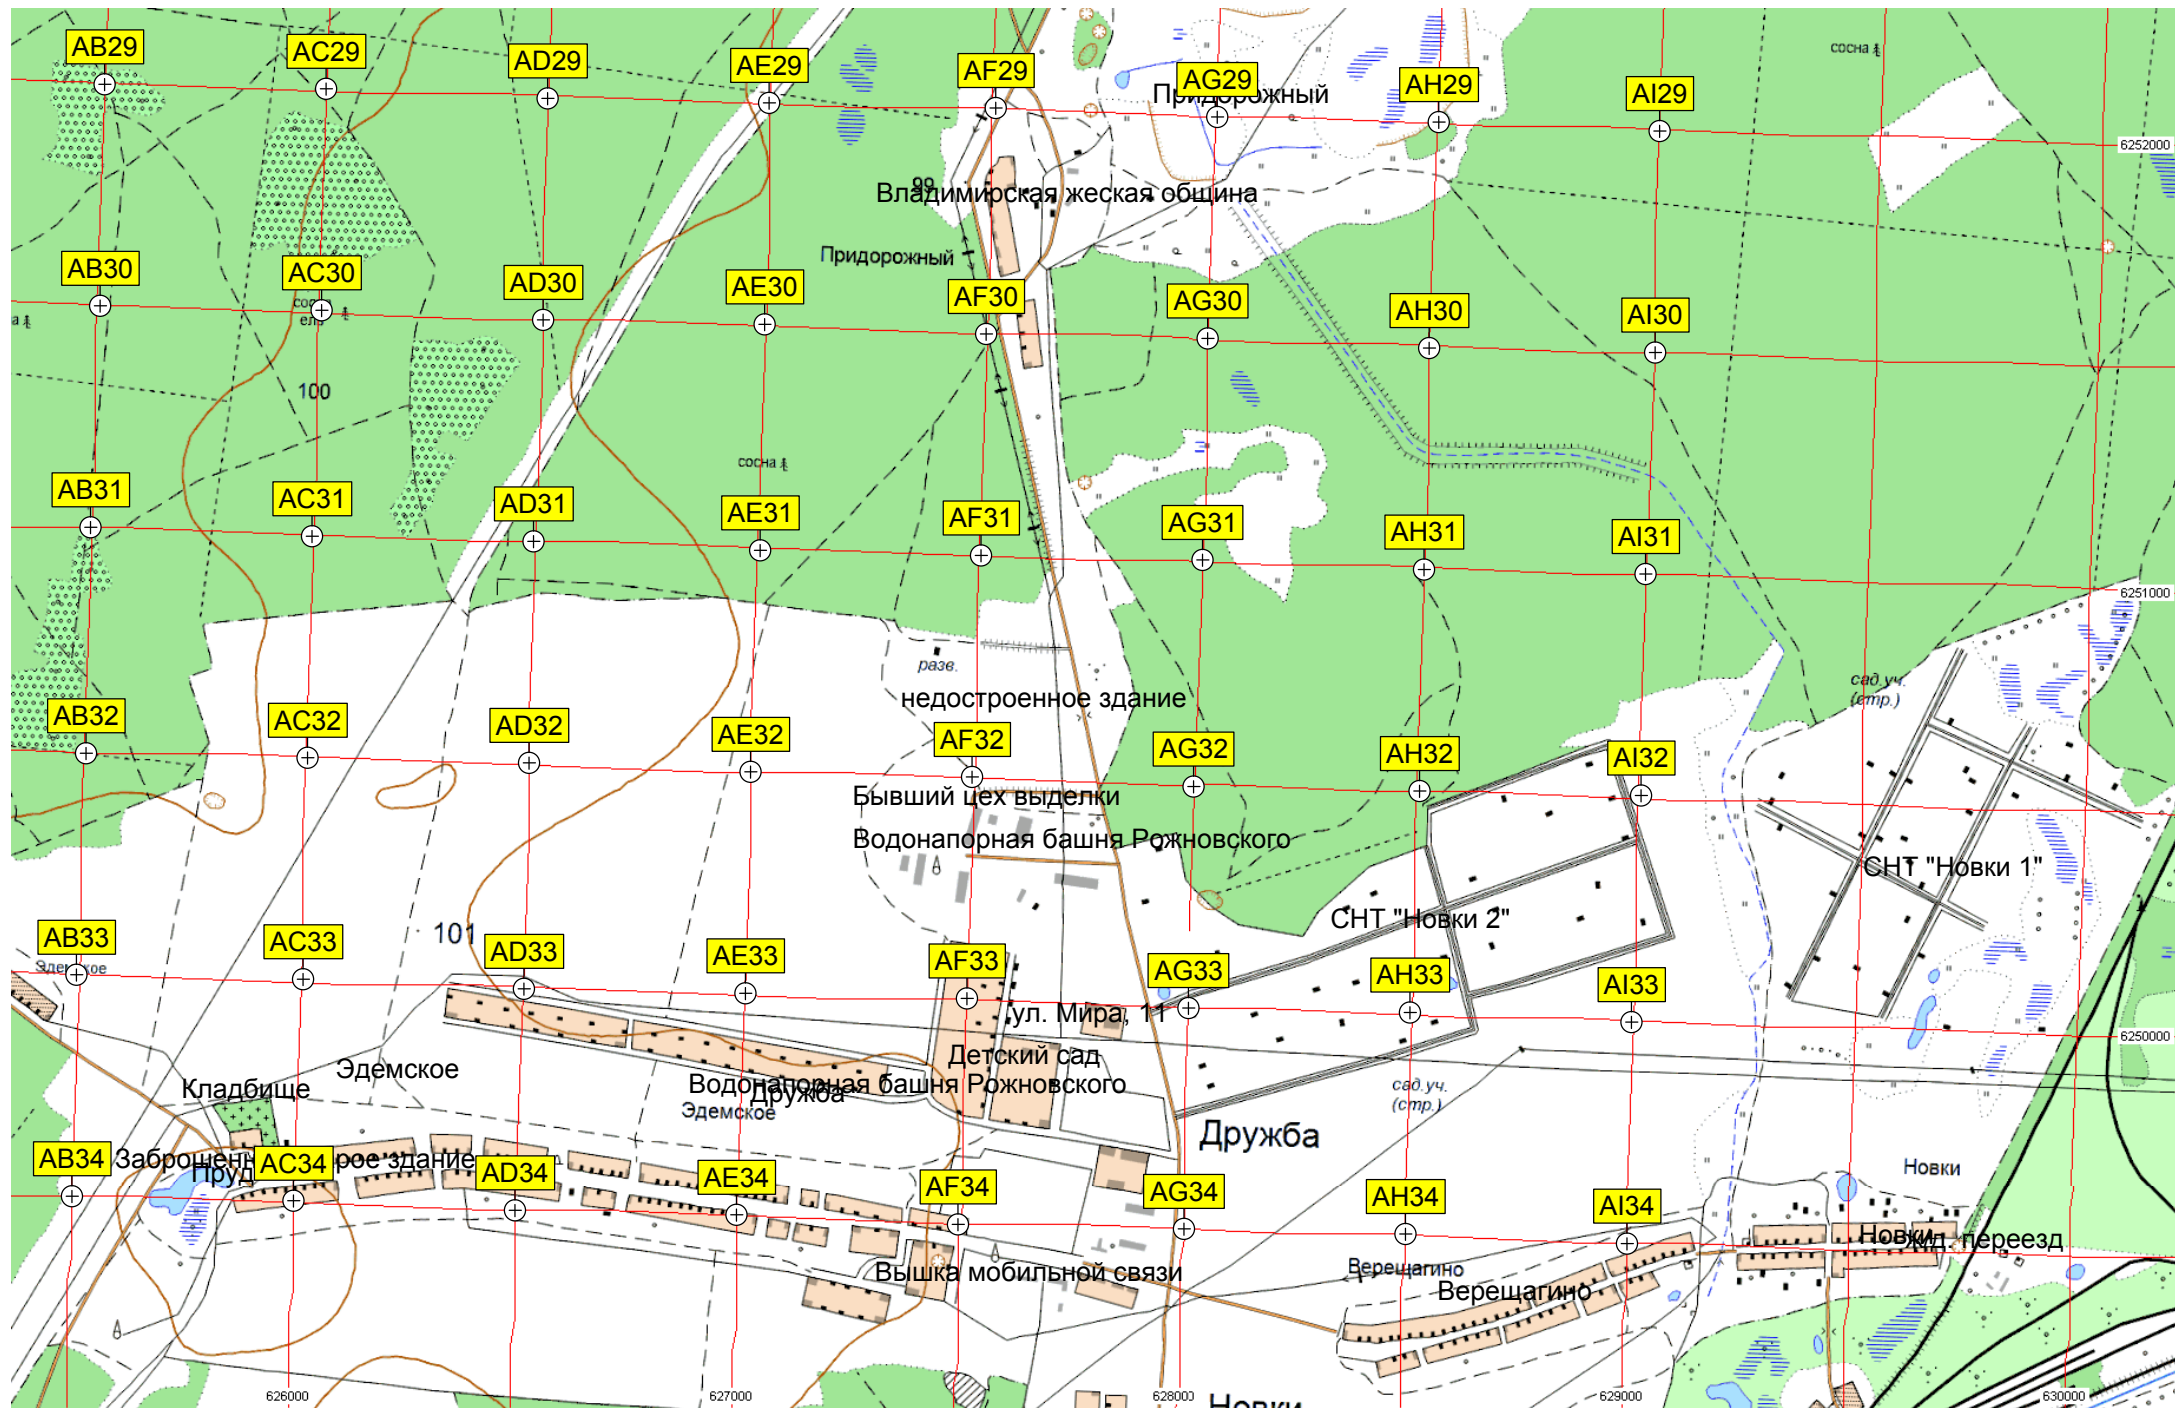 AB29
AC29
AD29
AE29
AF29
AG29
AH29
AI29
сосна
Придорожный
6252000
99
Владимирская жеская община
Придорожный
AB30
AC30
AD30
AE30
AF30
AG30
AH30
AI30
ель
100
сосна
AB31
AC31
AD31
AE31
AF31
AG31
AH31
AI31
6251000
разв.
недостроенное здание
сад.уч.
(стр.)
AB32
AC32
AD32
AE32
AF32
AG32
AH32
AI32
Бывший цех выделки
Водонапорная башня Рожновского
СНТ "Новки 1"
СНТ "Новки 2"
101
AB33
AC33
AD33
AE33
AF33
AG33
AH33
AI33
Эдемское
ул. Мира, 11
6250000
Детский сад
Эдемское
Кладбище
Водонапорная башня Рожновского
Дружба
Эдемское
сад.уч.
(стр.)
Дружба
Новки
AB34
AC34
AD34
AE34
AF34
AG34
AH34
AI34
Пруд
Новки
жд. переезд
Вышка мобильной связи
Верещагино
Верещагино
626000
627000
628000
629000
630000
Новки